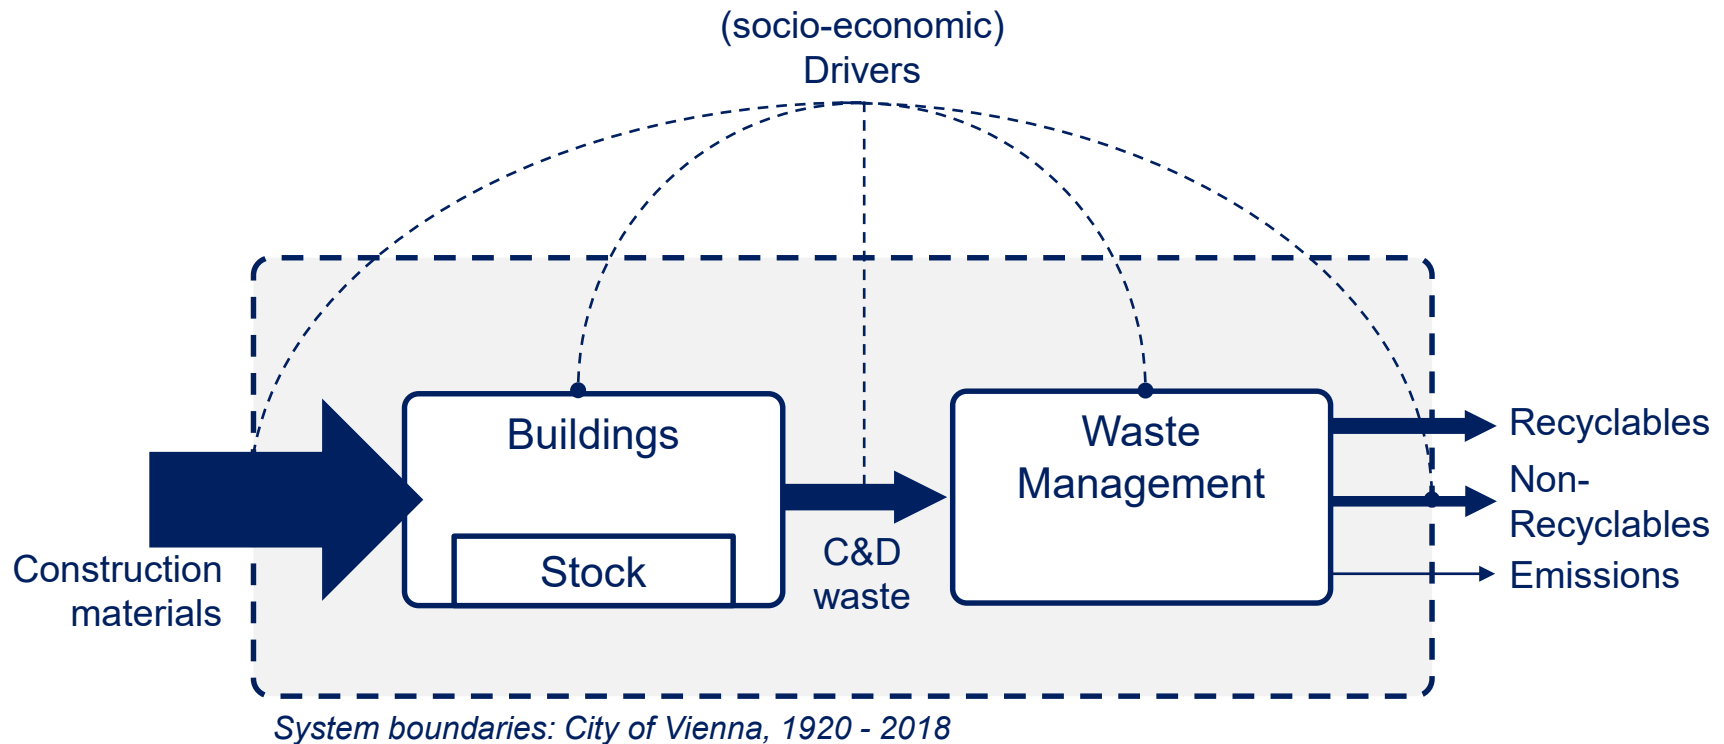 (socio-economic)
Drivers
Buildings
Stock
Construction
materials
C&D
waste
Waste
Management
Recyclables
Non-
Recyclables
Emissions
System boundaries: City of Vienna, 1920 - 2018